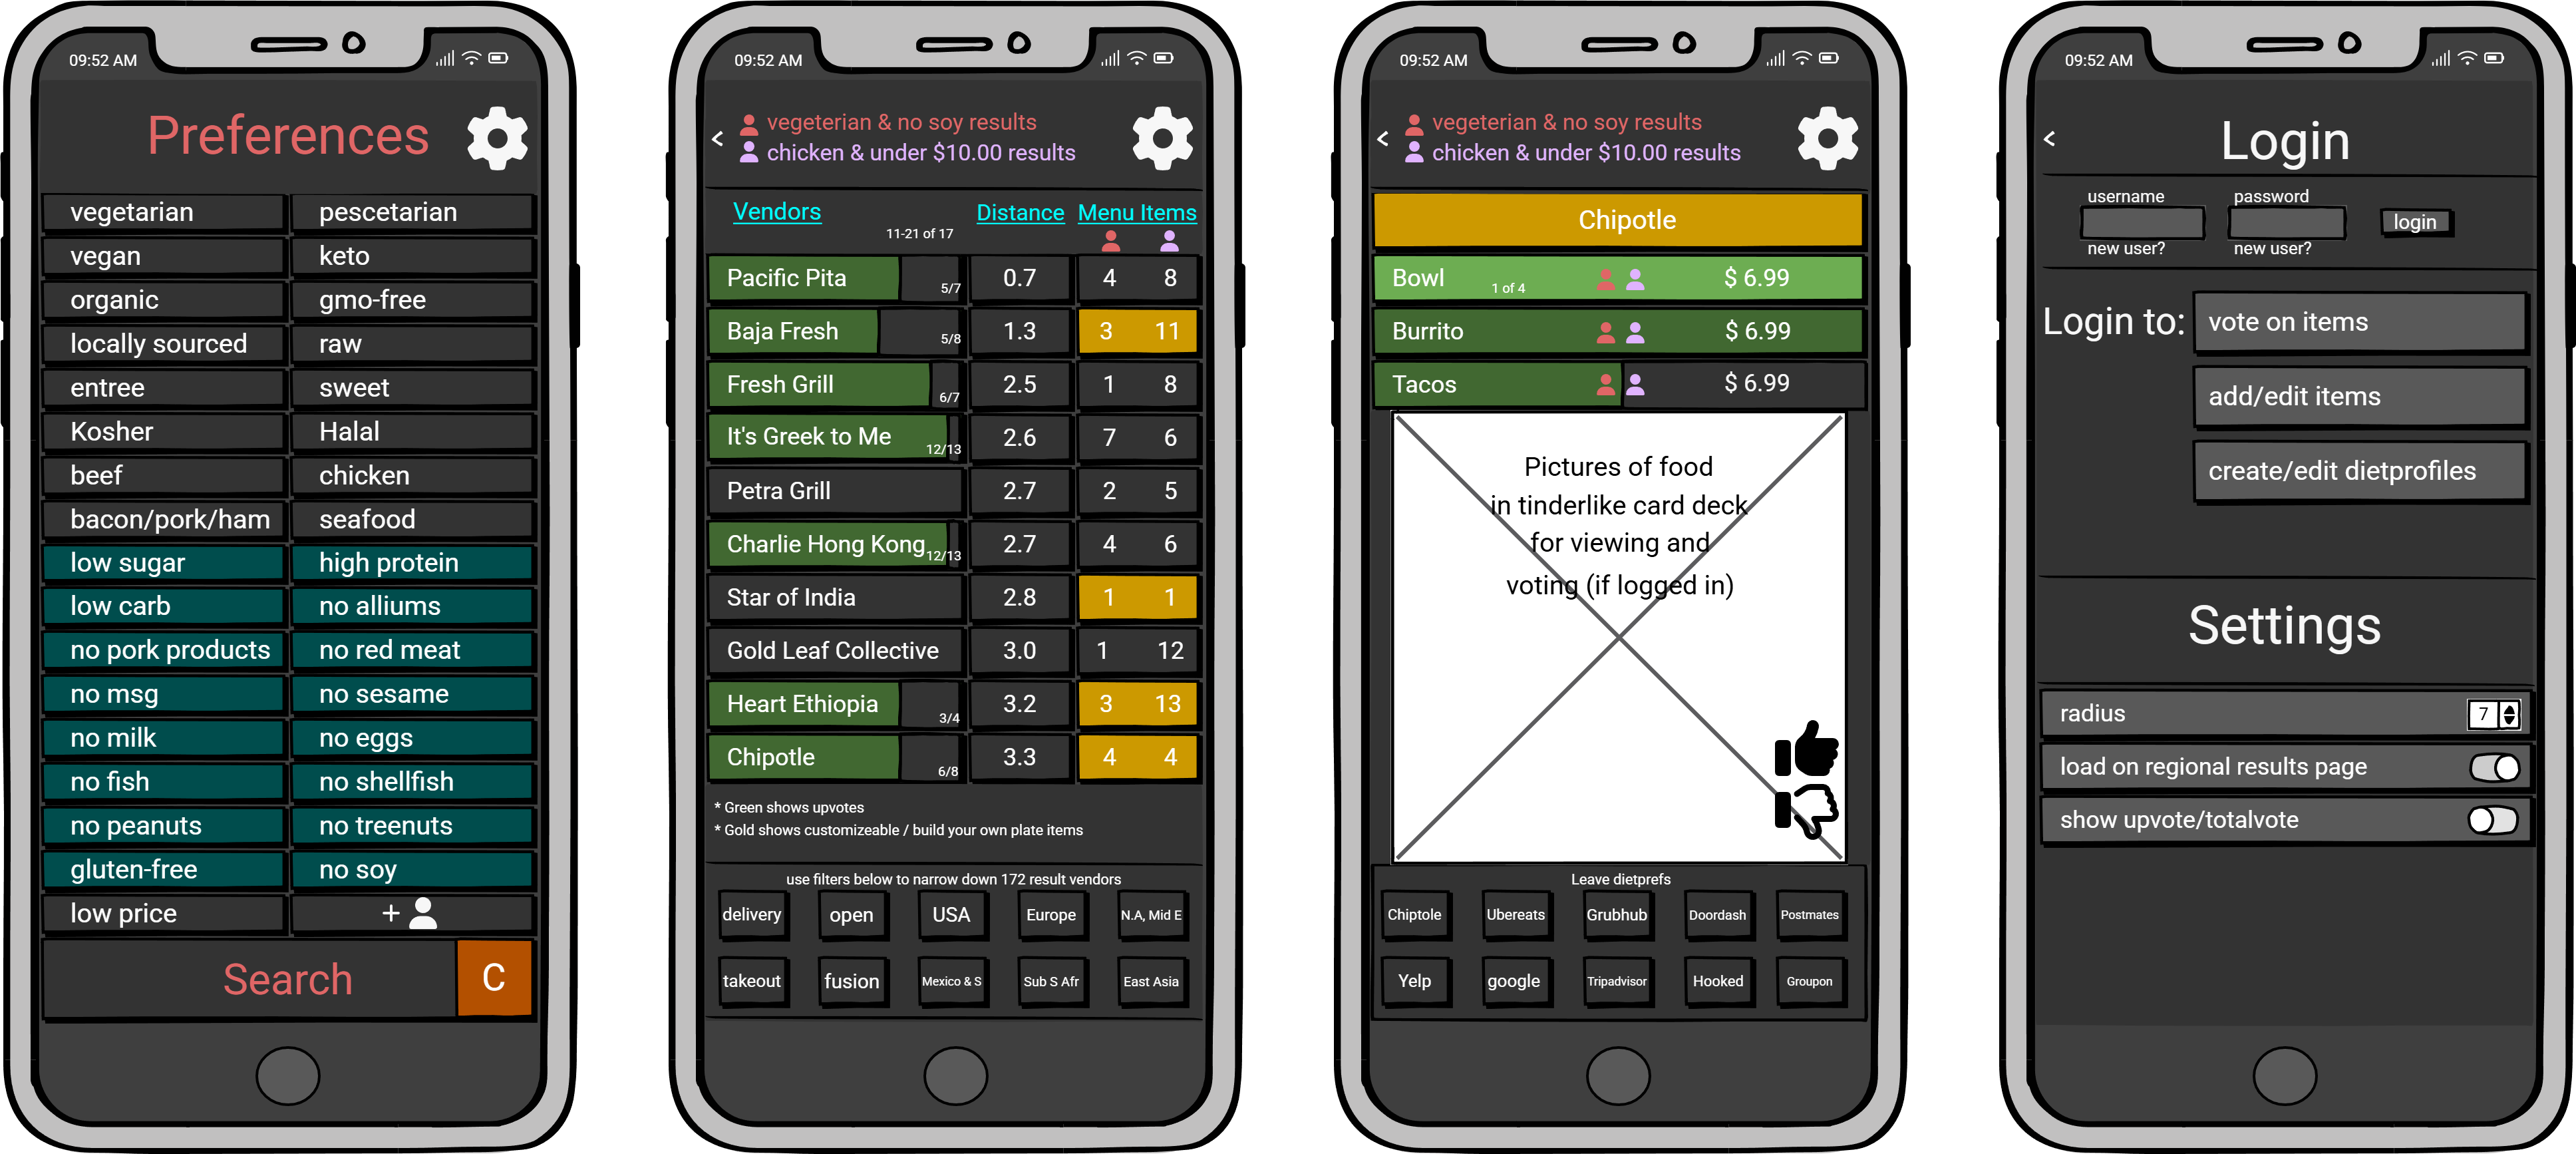 09:52 AM
Preferences
vegetarian pescetarian
vegan keto
organic gmo-free
locally sourced raw
entree sweet
Kosher Halal
beef chicken
bacon/pork/ham seafood
low sugar high protein
low carb no alliums
no pork products no red meat
no msg no sesame
no milk no eggs
no fish no shellfish
no peanuts no treenuts
gluten-free no soy
low price +
Search C
09:52 AM
<
vegeterian & no soy results
chicken & under $10.00 results
Vendors Distance Menu Items
11-21 of 17
Pacific Pita 5/7 0.7 4 8
Baja Fresh 5/8 1.3 3 11
Fresh Grill 6/7 2.5 1 8
It's Greek to Me 12/13 2.6 7 6
Petra Grill 2.7 2 5
Charlie Hong Kong 12/13 2.7 4 6
Star of India 2.8 1 1
Gold Leaf Collective 3.0 1 12
Heart Ethiopia 3/4 3.2 3 13
Chipotle 6/8 3.3 4 4
* Green shows upvotes
* Gold shows customizeable / build your own plate items
use filters below to narrow down 172 result vendors
delivery open USA Europe N.A, Mid E
takeout fusion Mexico & S Sub S Afr East Asia
09:52 AM
<
vegeterian & no soy results
chicken & under $10.00 results
Chipotle
Bowl 1 of 4 $ 6.99
Burrito $ 6.99
Tacos $ 6.99
Pictures of food
in tinderlike card deck
for viewing and
voting (if logged in)
Leave dietprefs
Chiptole Ubereats Grubhub Doordash Postmates
Yelp google Tripadvisor Hooked Groupon
09:52 AM
<
Login
username password
login
new user? new user?
Login to: vote on items
add/edit items
create/edit dietprofiles
Settings
radius 7
load on regional results page
show upvote/totalvote